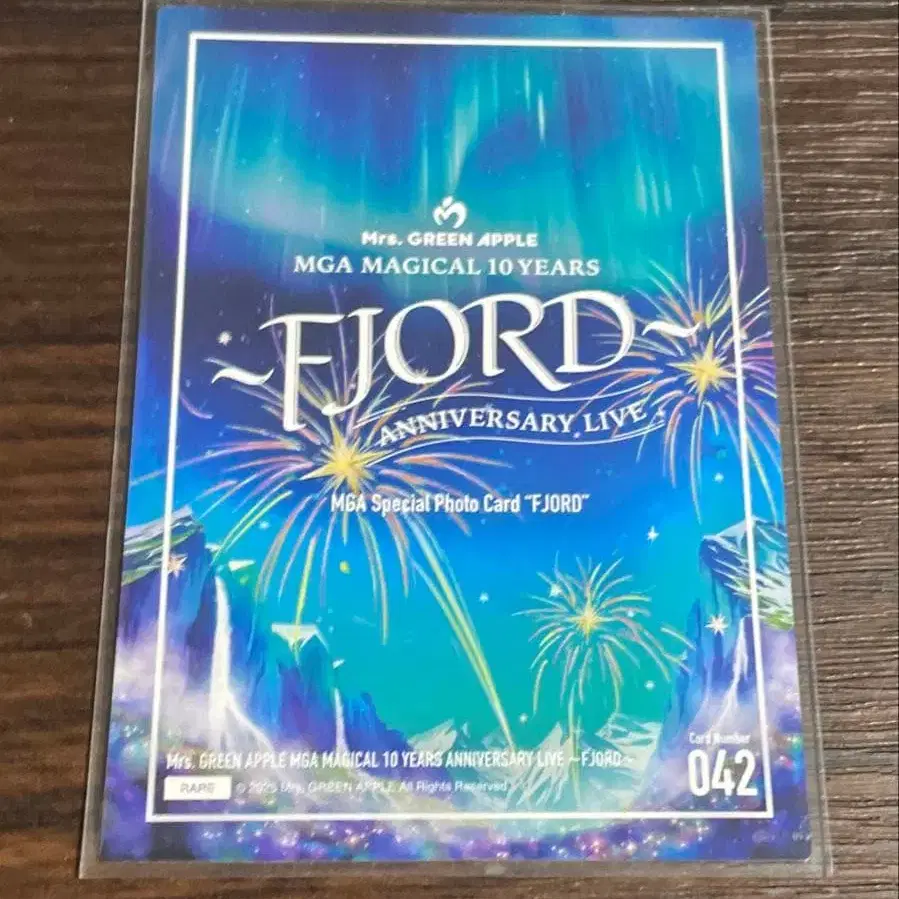 Mrs. GREEN APPLE
MGA MAGICAL 10 YEARS
~FJORD~
ANNIVERSARY LIVE
MGA Special Photo Card "FJORD"
Card Number
042
Mrs. GREEN APPLE MGA MAGICAL 10 YEARS ANNIVERSARY LIVE ~FJORD~
RARE © 2025 Mrs. GREEN APPLE All Rights Reserved